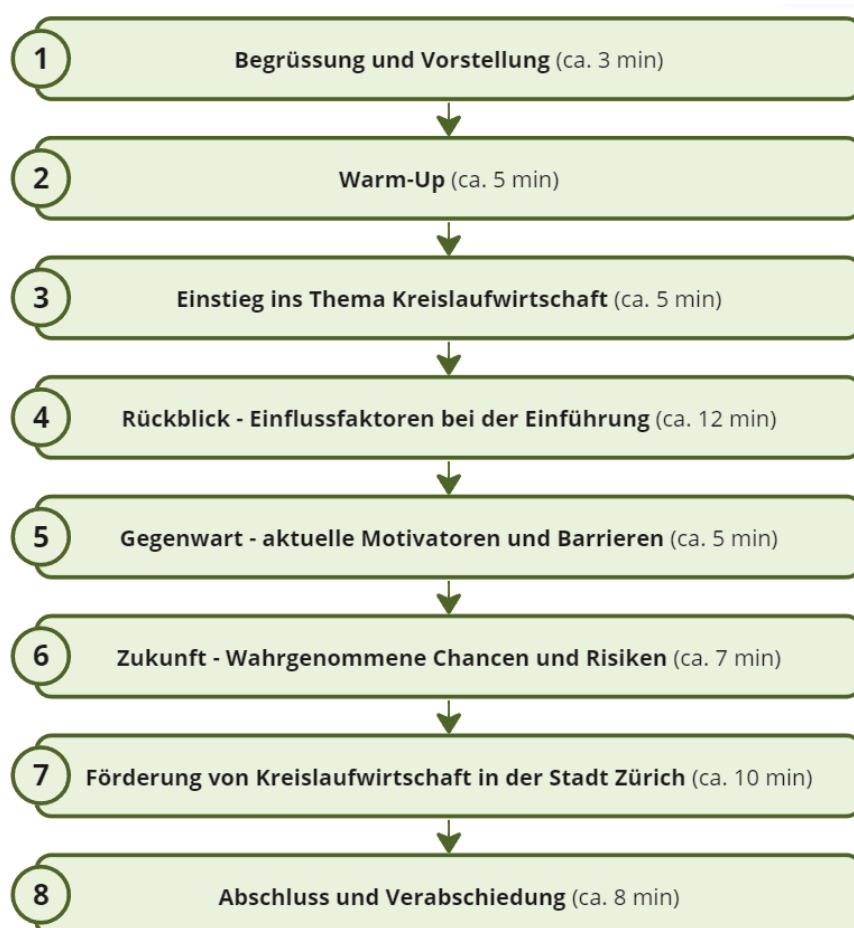 1 Begrüssung und Vorstellung (ca. 3 min)
2 Warm-Up (ca. 5 min)
3 Einstieg ins Thema Kreislaufwirtschaft (ca. 5 min)
4 Rückblick - Einflussfaktoren bei der Einführung (ca. 12 min)
5 Gegenwart - aktuelle Motivatoren und Barrieren (ca. 5 min)
6 Zukunft - Wahrgenommene Chancen und Risiken (ca. 7 min)
7 Förderung von Kreislaufwirtschaft in der Stadt Zürich (ca. 10 min)
8 Abschluss und Verabschiedung (ca. 8 min)